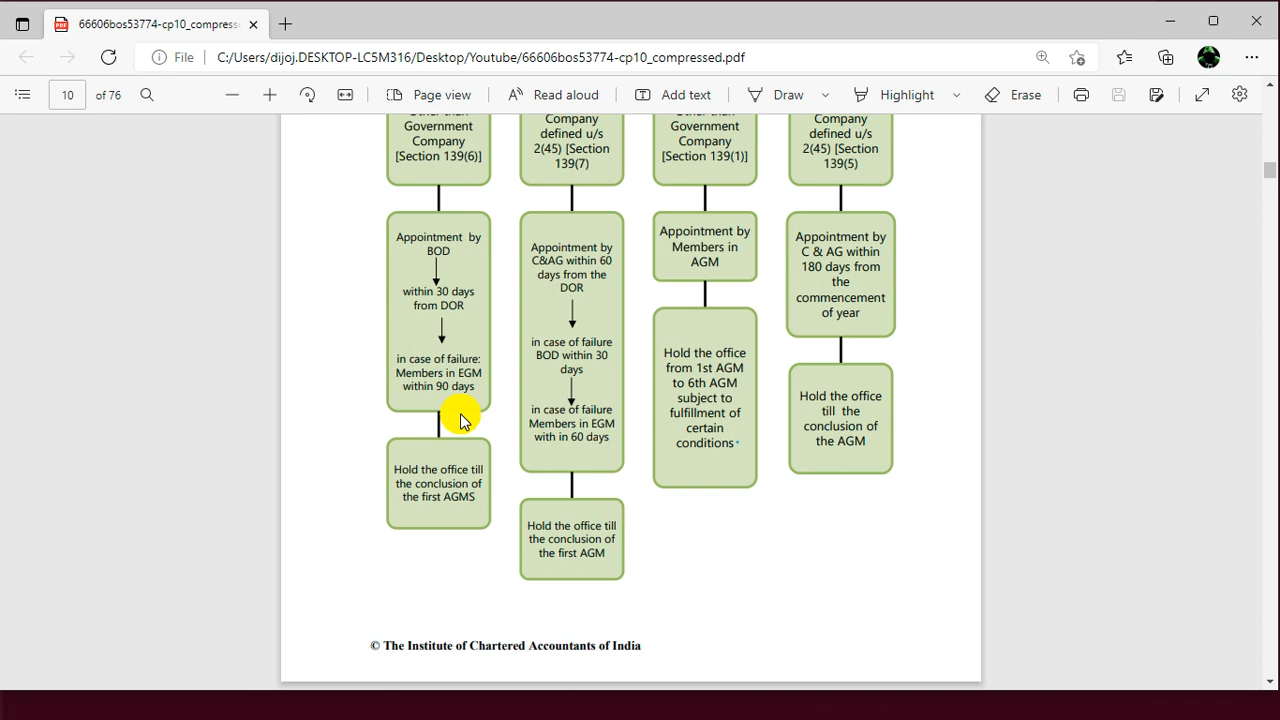 66606bos53774-cp10_compresse
File
C:/Users/dijoj.DESKTOP-LC5M316/Desktop/Youtube/66606bos53774-cp10_compressed.pdf
10
of 76
Page view
Read aloud
Add text
Draw
Highlight
Erase
Other than
Government
Company
[Section 139(6)]
Appointment by
BOD
within 30 days
from DOR
in case of failure:
Members in EGM
within 90 days
Hold the office till
the conclusion of
the first AGMS
Company
defined u/s
2(45) [Section
139(7)
Appointment by
C&AG within 60
days from the
DOR
in case of failure
BOD within 30
days
in case of failure
Members in EGM
with in 60 days
Hold the office till
the conclusion of
the first AGM
Other than
Government
Company
[Section 139(1)]
Appointment by
Members in
AGM
Hold the office
from 1st AGM
to 6th AGM
subject to
fulfillment of
certain
conditions*
Company
defined u/s
2(45) [Section
139(5)
Appointment by
C & AG within
180 days from
the
commencement
of year
Hold the office
till the
conclusion of
the AGM
© The Institute of Chartered Accountants of India